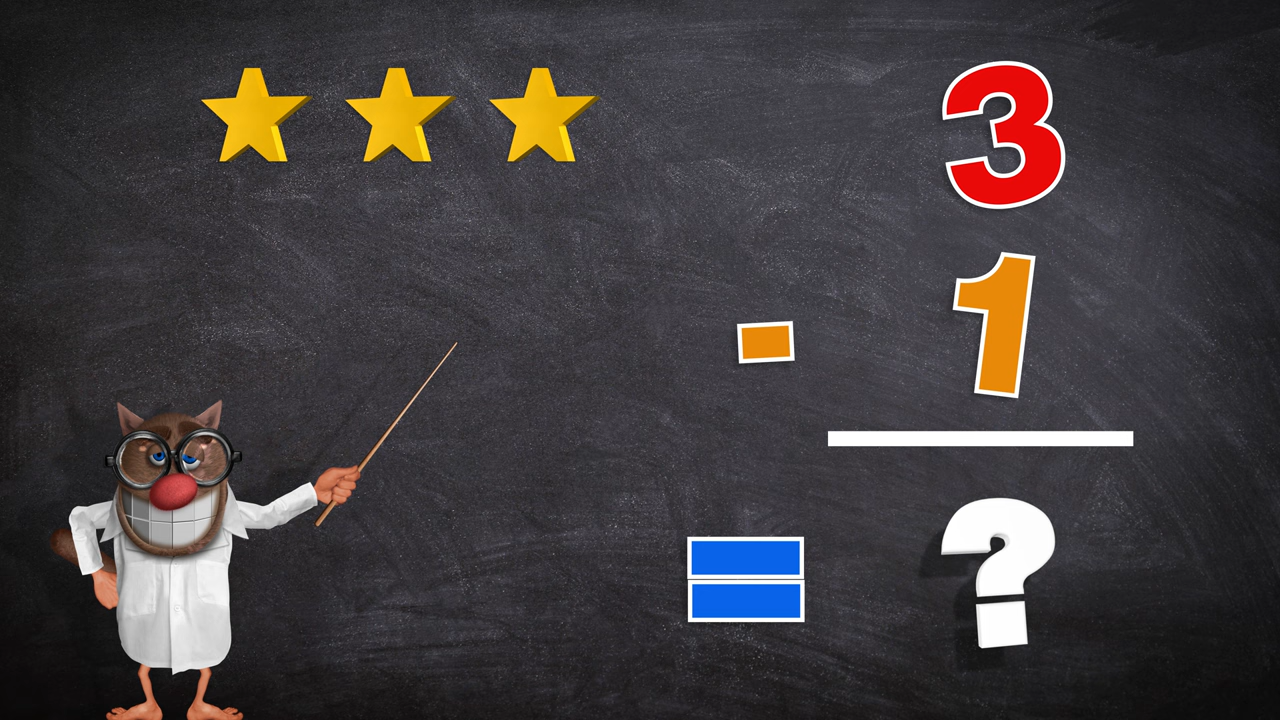 3
- 1
= ?